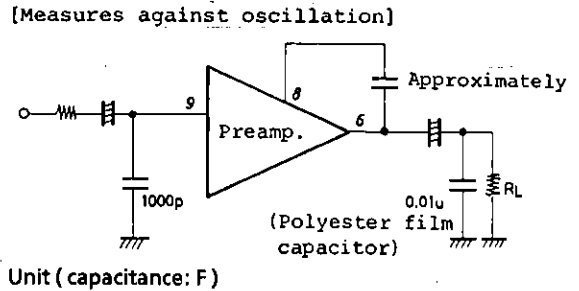 [Measures against oscillation]
8
Approximately
9
6
Preamp.
1000p
0.01u
RL
(Polyester film
capacitor)
Unit (capacitance: F)